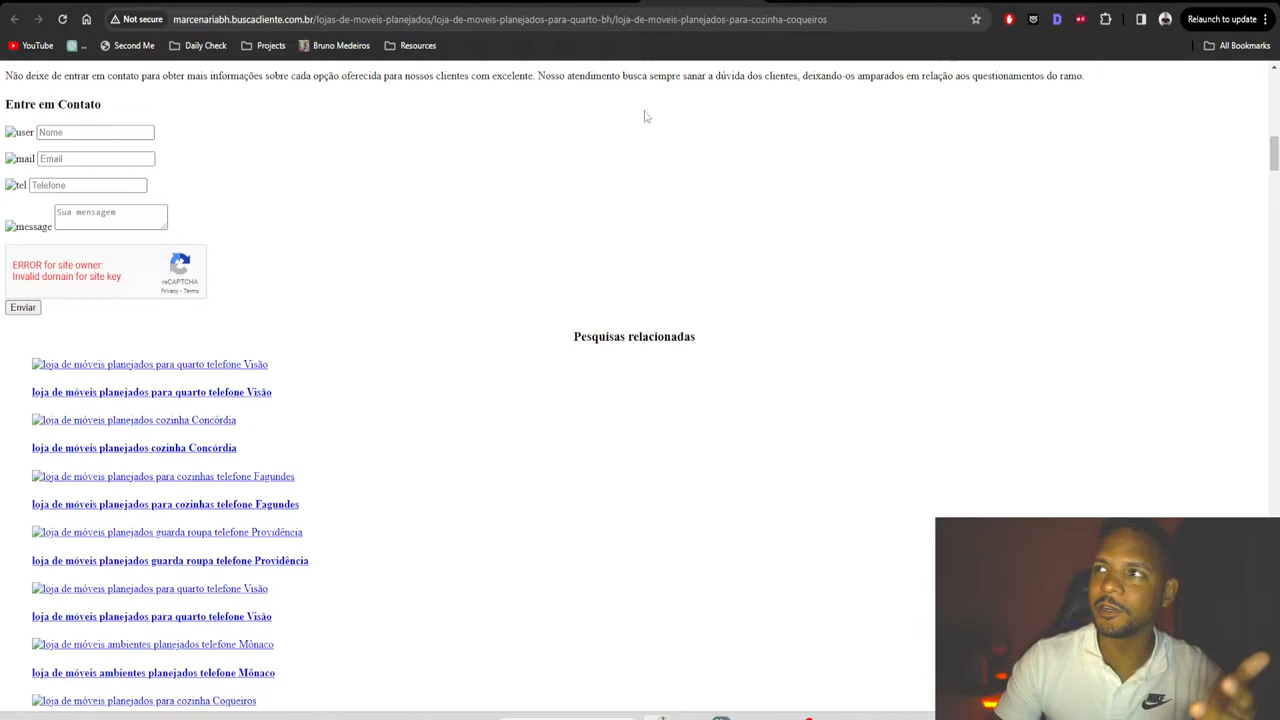 Not secure
marcenariabh.buscacliente.com.br/lojas-de-moveis-planejados/loja-de-moveis-planejados-para-quarto-bh/loja-de-moveis-planejados-para-cozinha-coqueiros
Relaunch to update
YouTube
Second Me
Daily Check
Projects
Bruno Medeiros
Resources
All Bookmarks
Não deixe de entrar em contato para obter mais informações sobre cada opção oferecida para nossos clientes com excelente. Nosso atendimento busca sempre sanar a dúvida dos clientes, deixando-os amparados em relação aos questionamentos do ramo.
Entre em Contato
user Nome
mail Email
tel Telefone
message Sua mensagem
ERROR for site owner:
Invalid domain for site key
reCAPTCHA
Privacy - Terms
Enviar
Pesquisas relacionadas
loja de móveis planejados para quarto telefone Visão
loja de móveis planejados para quarto telefone Visão
loja de móveis planejados cozinha Concórdia
loja de móveis planejados cozinha Concórdia
loja de móveis planejados para cozinhas telefone Fagundes
loja de móveis planejados para cozinhas telefone Fagundes
loja de móveis planejados guarda roupa telefone Providência
loja de móveis planejados guarda roupa telefone Providência
loja de móveis planejados para quarto telefone Visão
loja de móveis planejados para quarto telefone Visão
loja de móveis ambientes planejados telefone Mônaco
loja de móveis ambientes planejados telefone Mônaco
loja de móveis planejados para cozinha Coqueiros
NIKE